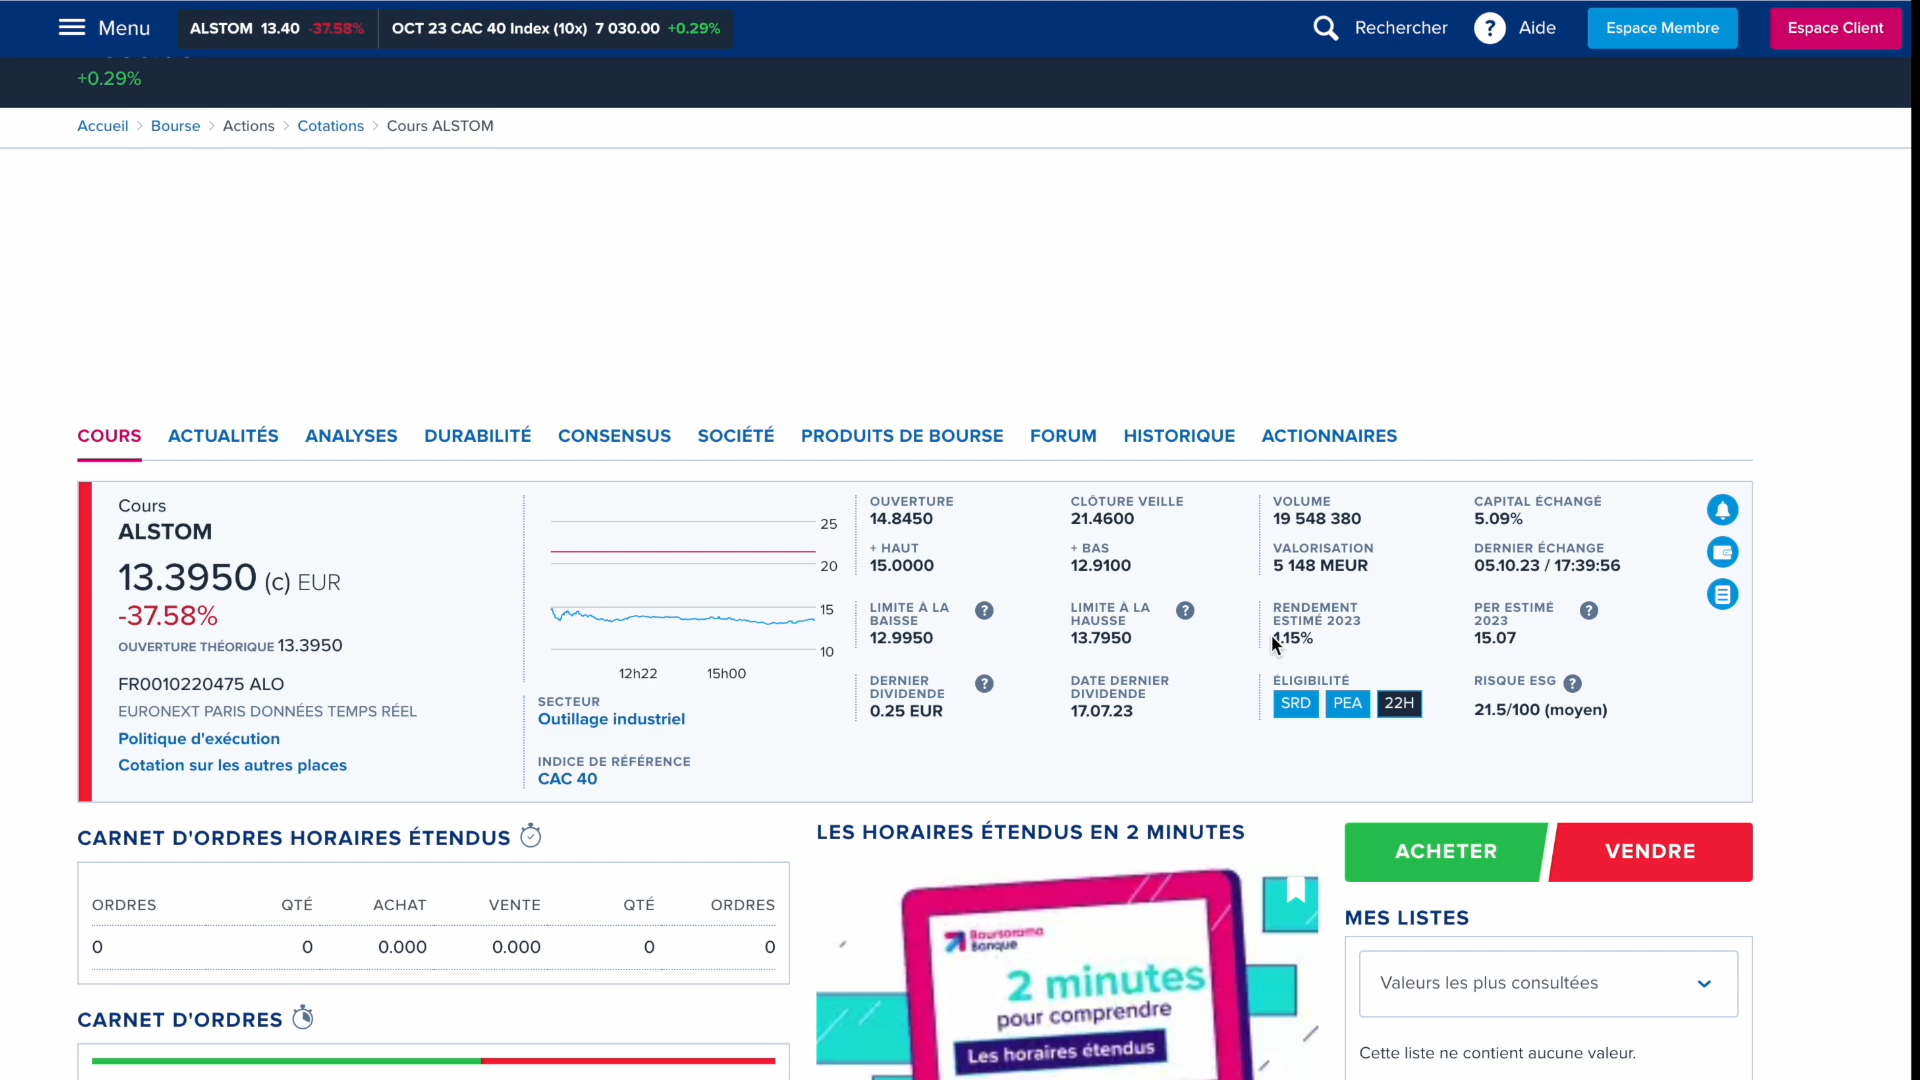 Menu
ALSTOM 13.40 -37.58%
OCT 23 CAC 40 Index (10x) 7 030.00 +0.29%
Rechercher
? Aide
Espace Membre
Espace Client
+0.29%
Accueil > Bourse > Actions > Cotations > Cours ALSTOM
COURS ACTUALITÉS ANALYSES DURABILITÉ CONSENSUS SOCIÉTÉ PRODUITS DE BOURSE FORUM HISTORIQUE ACTIONNAIRES
Cours
ALSTOM
13.3950 (c) EUR
-37.58%
OUVERTURE THÉORIQUE 13.3950
FR0010220475 ALO
EURONEXT PARIS DONNÉES TEMPS RÉEL
Politique d'exécution
Cotation sur les autres places
25
20
15
10
12h22 15h00
SECTEUR
Outillage industriel
INDICE DE RÉFÉRENCE
CAC 40
OUVERTURE
14.8450
CLÔTURE VEILLE
21.4600
+ HAUT
15.0000
+ BAS
12.9100
LIMITE À LA
BAISSE ?
12.9950
LIMITE À LA
HAUSSE ?
13.7950
DERNIER
DIVIDENDE ?
0.25 EUR
DATE DERNIER
DIVIDENDE
17.07.23
VOLUME
19 548 380
CAPITAL ÉCHANGÉ
5.09%
VALORISATION
5 148 MEUR
DERNIER ÉCHANGE
05.10.23 / 17:39:56
RENDEMENT
ESTIMÉ 2023
PER ESTIMÉ
2023 ?
15.07
ÉLIGIBILITÉ
SRD PEA 22H
RISQUE ESG ?
21.5/100 (moyen)
CARNET D'ORDRES HORAIRES ÉTENDUS
ORDRES QTÉ ACHAT VENTE QTÉ ORDRES
0 0 0.000 0.000 0 0
CARNET D'ORDRES
LES HORAIRES ÉTENDUS EN 2 MINUTES
Boursorama
Banque
2 minutes
pour comprendre
Les horaires étendus
ACHETER
VENDRE
MES LISTES
Valeurs les plus consultées
Cette liste ne contient aucune valeur.